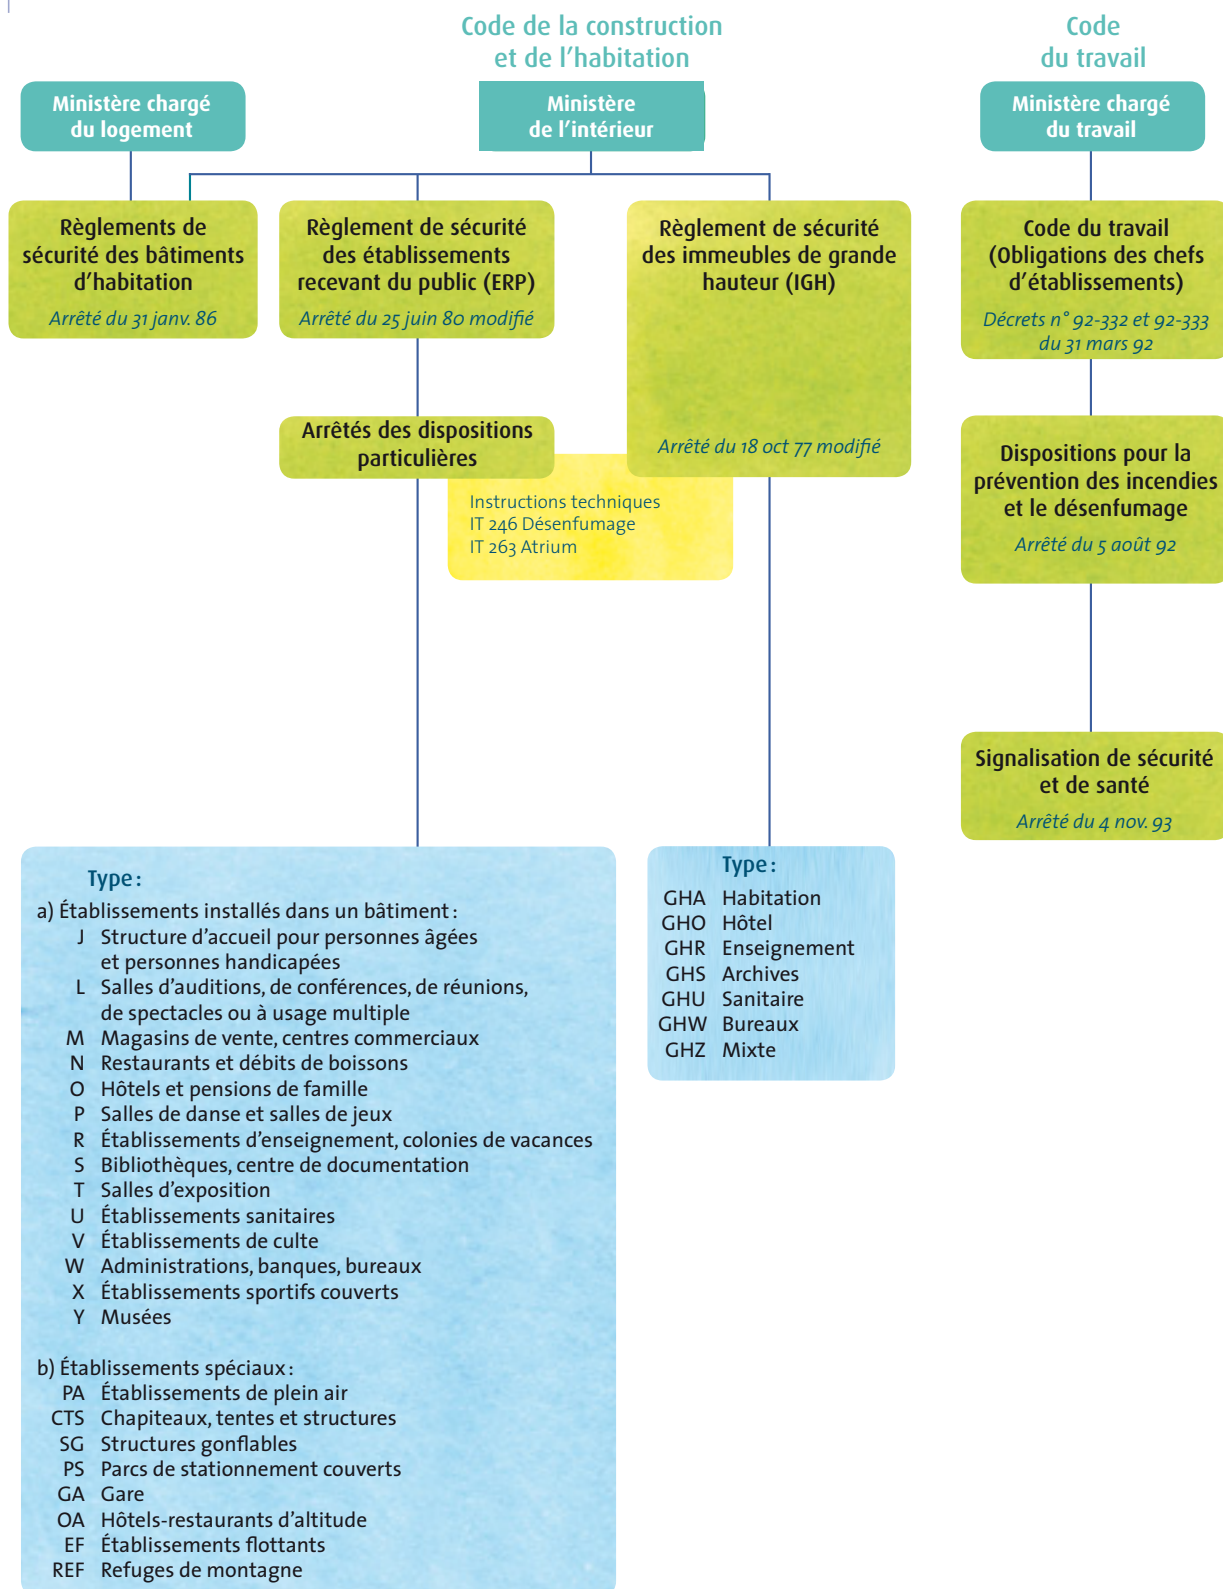 Code de la construction
et de l'habitation
Code
du travail
Ministère chargé
du logement
Ministère
de l'intérieur
Ministère chargé
du travail
Règlements de
sécurité des bâtiments
d'habitation
Arrêté du 31 janv. 86
Règlement de sécurité
des établissements
recevant du public (ERP)
Arrêté du 25 juin 80 modifié
Règlement de sécurité
des immeubles de grande
hauteur (IGH)
Arrêté du 18 oct 77 modifié
Code du travail
(Obligations des chefs
d'établissements)
Décrets n° 92-332 et 92-333
du 31 mars 92
Arrêtés des dispositions
particulières
Instructions techniques
IT 246 Désenfumage
IT 263 Atrium
Dispositions pour la
prévention des incendies
et le désenfumage
Arrêté du 5 août 92
Signalisation de sécurité
et de santé
Arrêté du 4 nov. 93
Type :
a) Établissements installés dans un bâtiment :
J Structure d'accueil pour personnes âgées
et personnes handicapées
L Salles d'auditions, de conférences, de réunions,
de spectacles ou à usage multiple
M Magasins de vente, centres commerciaux
N Restaurants et débits de boissons
O Hôtels et pensions de famille
P Salles de danse et salles de jeux
R Établissements d'enseignement, colonies de vacances
S Bibliothèques, centre de documentation
T Salles d'exposition
U Établissements sanitaires
V Établissements de culte
W Administrations, banques, bureaux
X Établissements sportifs couverts
Y Musées
b) Établissements spéciaux :
PA Établissements de plein air
CTS Chapiteaux, tentes et structures
SG Structures gonflables
PS Parcs de stationnement couverts
GA Gare
OA Hôtels-restaurants d'altitude
EF Établissements flottants
REF Refuges de montagne
Type :
GHA Habitation
GHO Hôtel
GHR Enseignement
GHS Archives
GHU Sanitaire
GHW Bureaux
GHZ Mixte